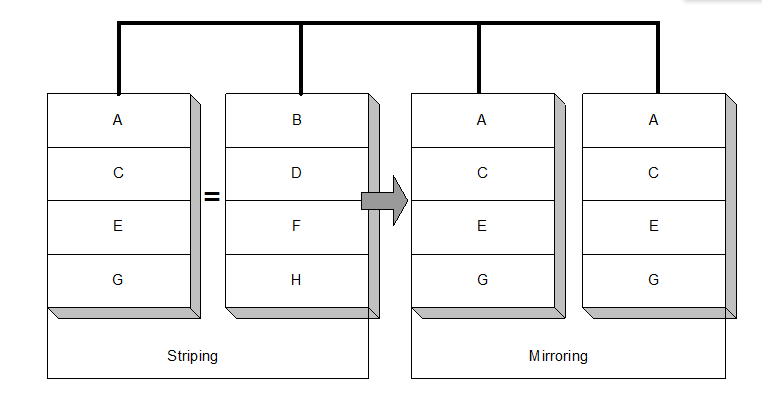 A B A A
C D C C
=
E F E E
G H G G
Striping Mirroring